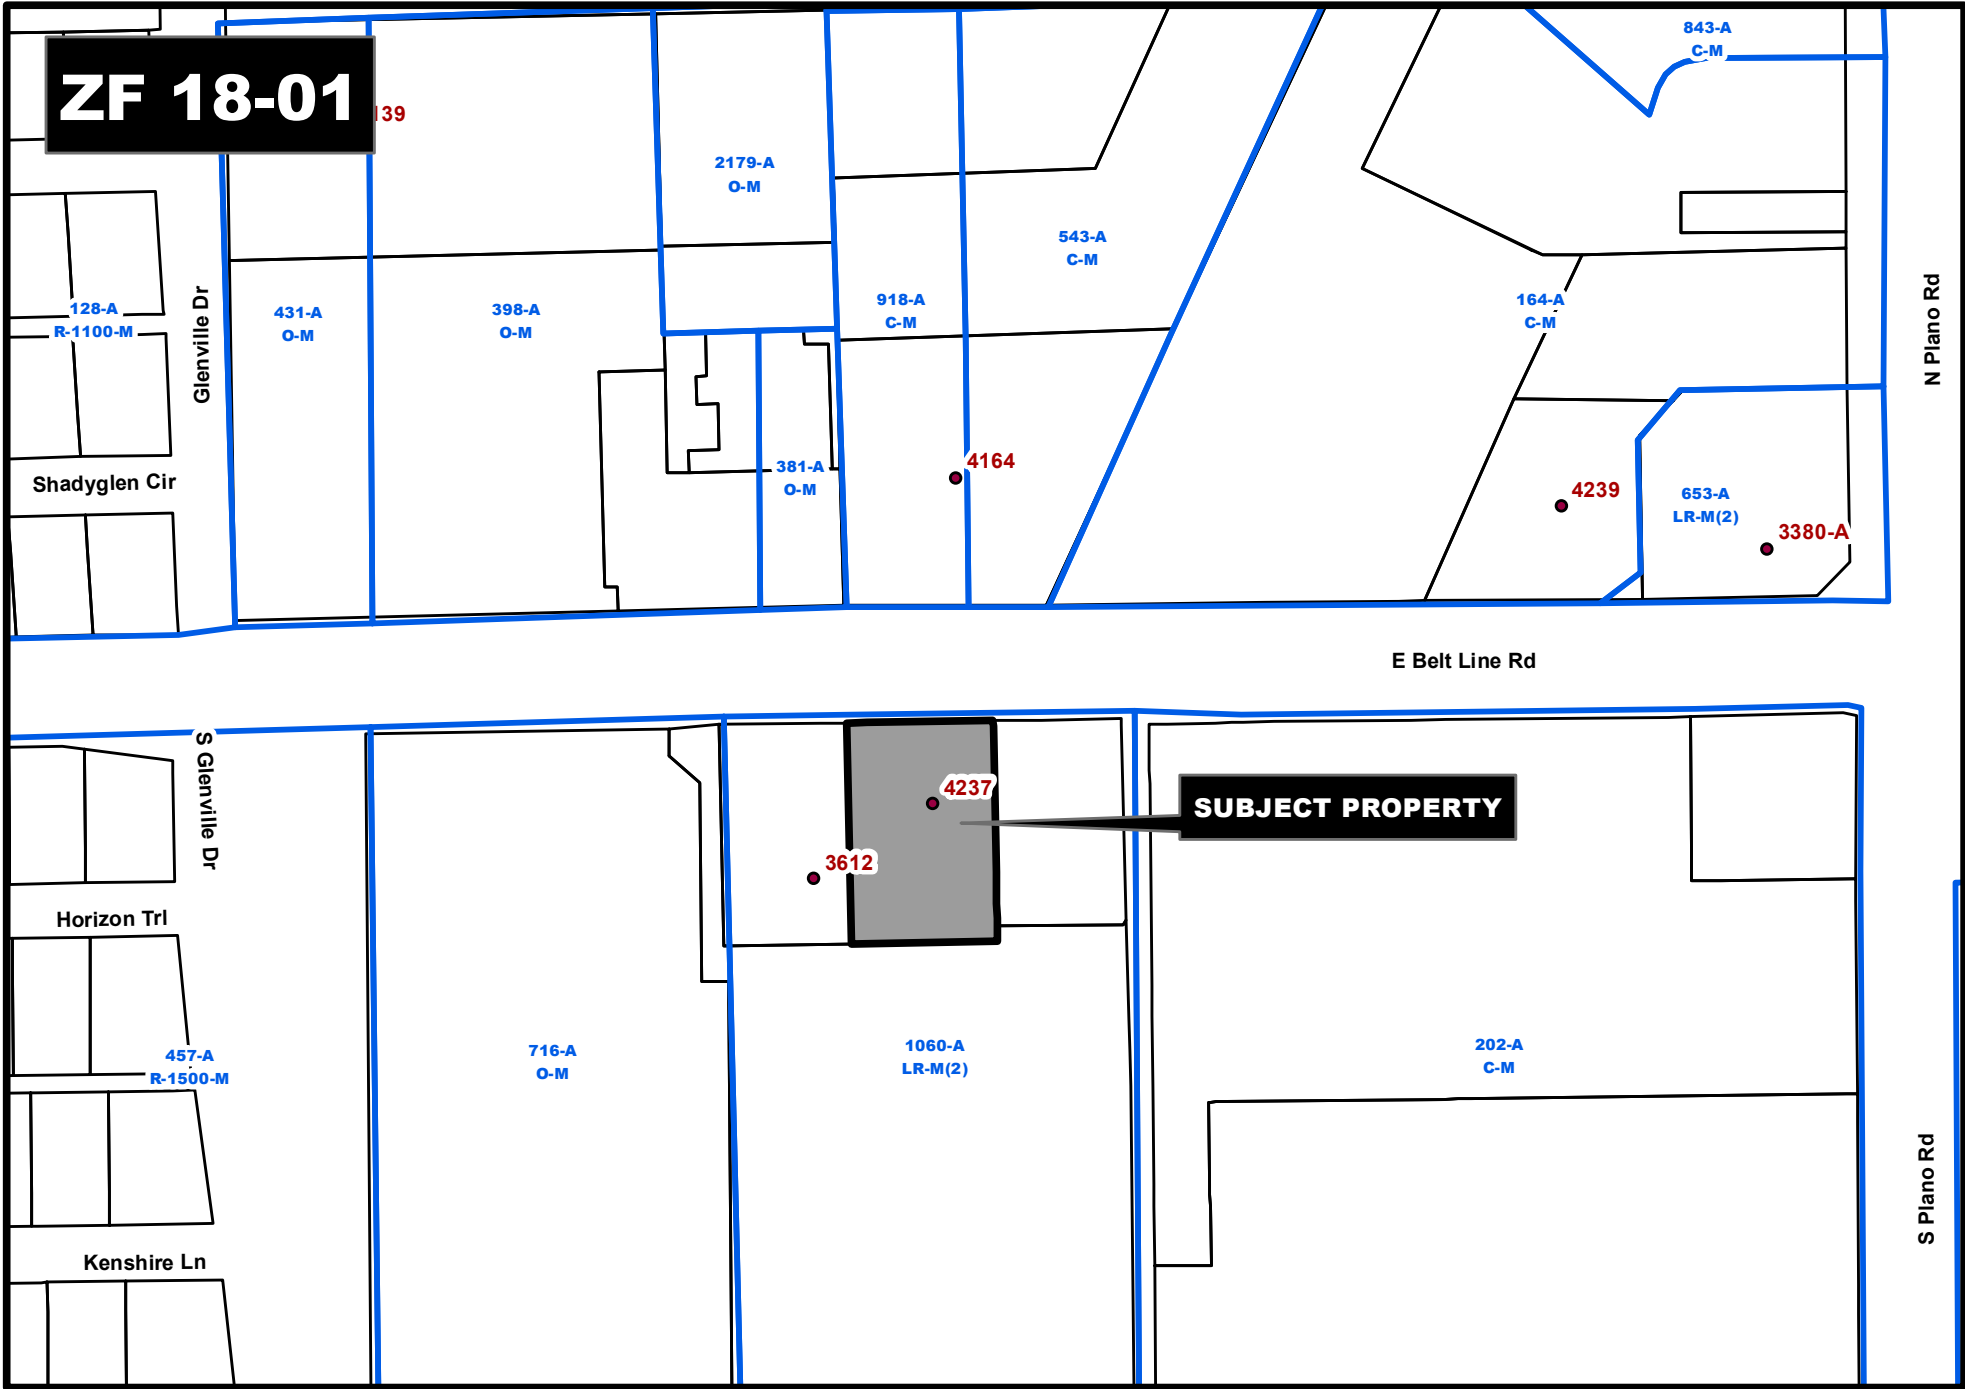 843-A
C-M
ZF 18-01
139
2179-A
O-M
543-A
C-M
128-A
R-1100-M
Glenville Dr
431-A
O-M
398-A
O-M
918-A
C-M
164-A
C-M
N Plano Rd
Shadyglen Cir
381-A
O-M
4164
4239
653-A
LR-M(2)
3380-A
E Belt Line Rd
S Glenville Dr
4237
SUBJECT PROPERTY
3612
Horizon Trl
457-A
R-1500-M
716-A
O-M
1060-A
LR-M(2)
202-A
C-M
S Plano Rd
Kenshire Ln